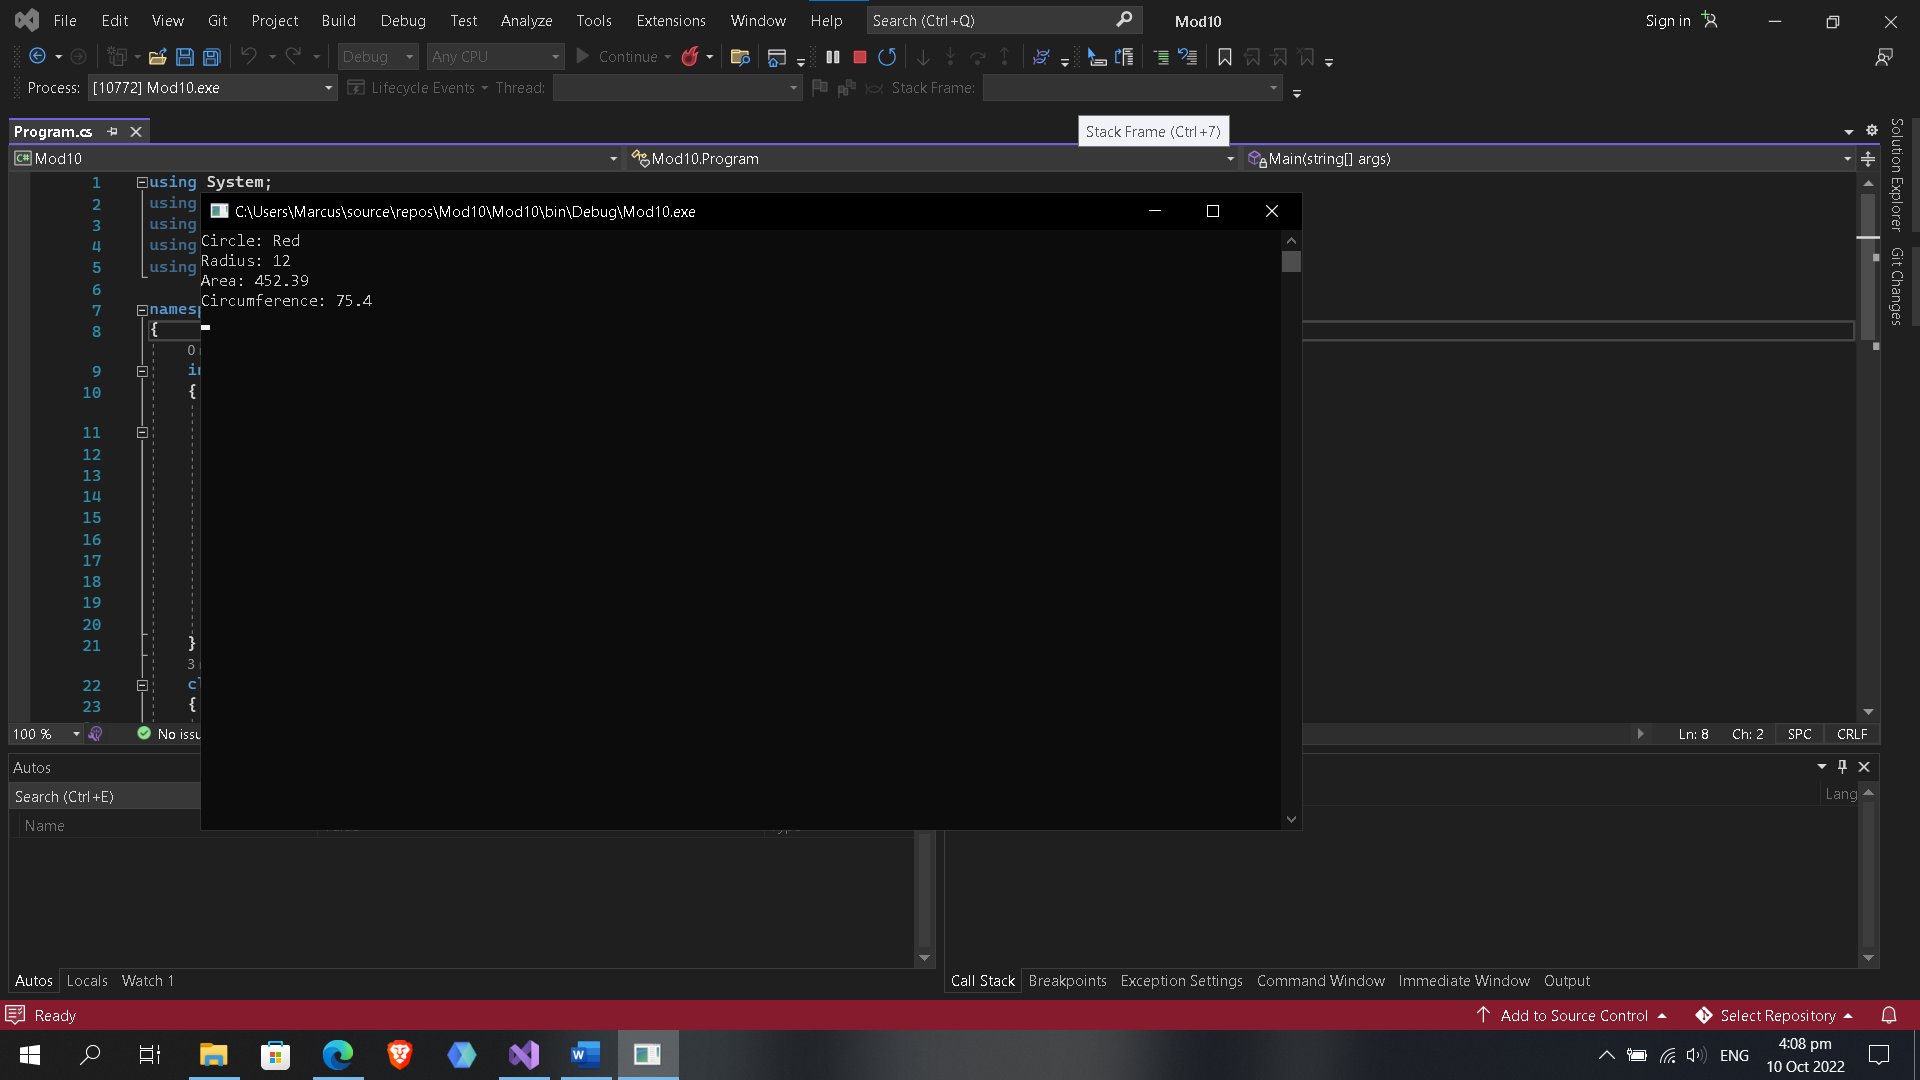 File Edit View Git Project Build Debug Test Analyze Tools Extensions Window Help Search (Ctrl+Q) Mod10 Sign in
Debug Any CPU Continue
Process: [10772] Mod10.exe Lifecycle Events Thread: Stack Frame:
Program.cs
Stack Frame (Ctrl+7)
C# Mod10 Mod10.Program Main(string[] args)
1 using System;
2 using
3 using
4 using
5 using
6
7 namesp
8 {
0
9 in
10 {
11
12
13
14
15
16
17
18
19
20
21 }
3
22 cl
23 {
C:\Users\Marcus\source\repos\Mod10\Mod10\bin\Debug\Mod10.exe
Circle: Red
Radius: 12
Area: 452.39
Circumference: 75.4
Solution Explorer
Git Changes
100 % No issu Ln: 8 Ch: 2 SPC CRLF
Autos
Search (Ctrl+E)
Name
Lang
Autos Locals Watch 1
Call Stack Breakpoints Exception Settings Command Window Immediate Window Output
Ready Add to Source Control Select Repository
ENG 4:08 pm
10 Oct 2022